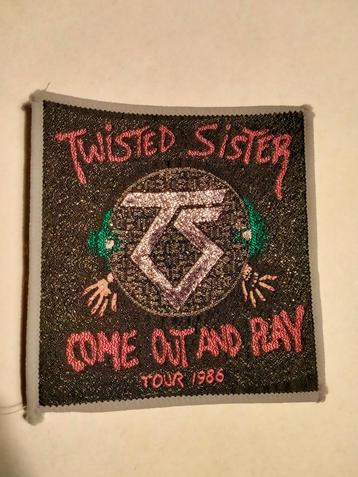 TWiSTED SiSTER
TS
COME OUT AND PLAY
TOUR 1986